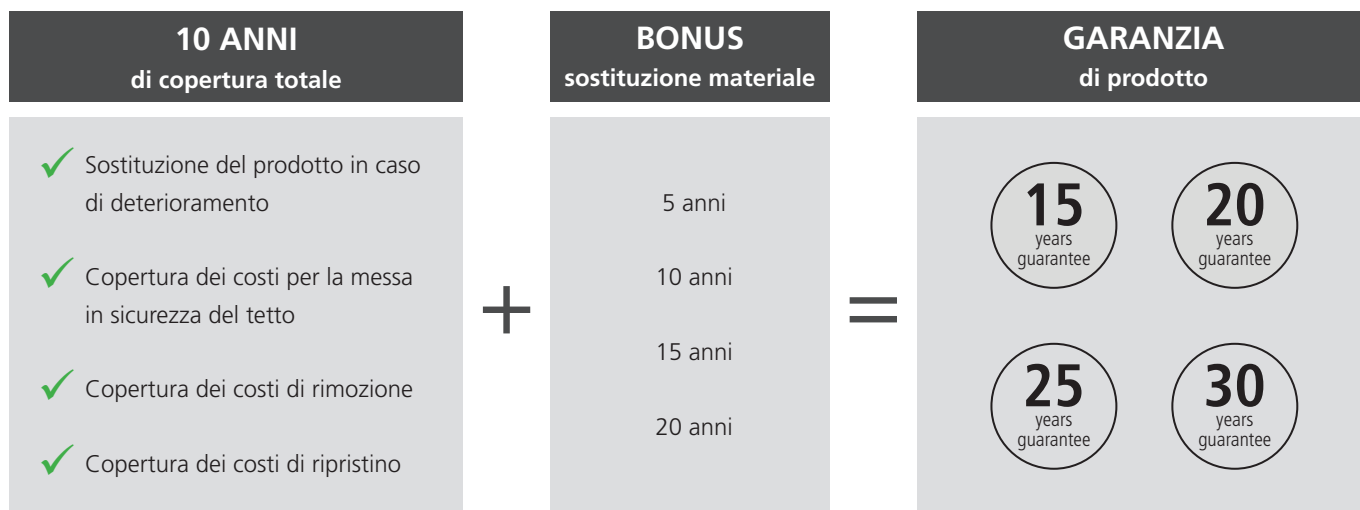 10 ANNI
di copertura totale
Sostituzione del prodotto in caso
di deterioramento
Copertura dei costi per la messa
in sicurezza del tetto
Copertura dei costi di rimozione
Copertura dei costi di ripristino
+
BONUS
sostituzione materiale
5 anni
10 anni
15 anni
20 anni
=
GARANZIA
di prodotto
15
years
guarantee
20
years
guarantee
25
years
guarantee
30
years
guarantee